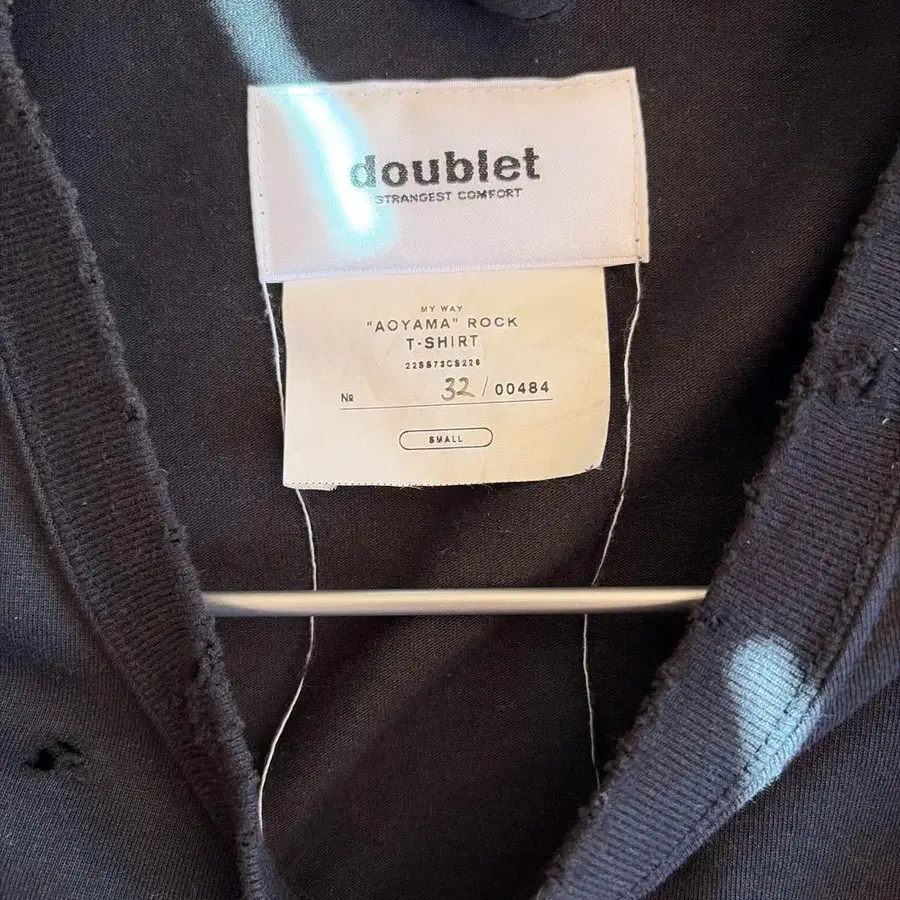 doublet
STRANGEST COMFORT
MY WAY
"AOYAMA" ROCK
T-SHIRT
22SS73CS226
№ 32 / 00484
SMALL